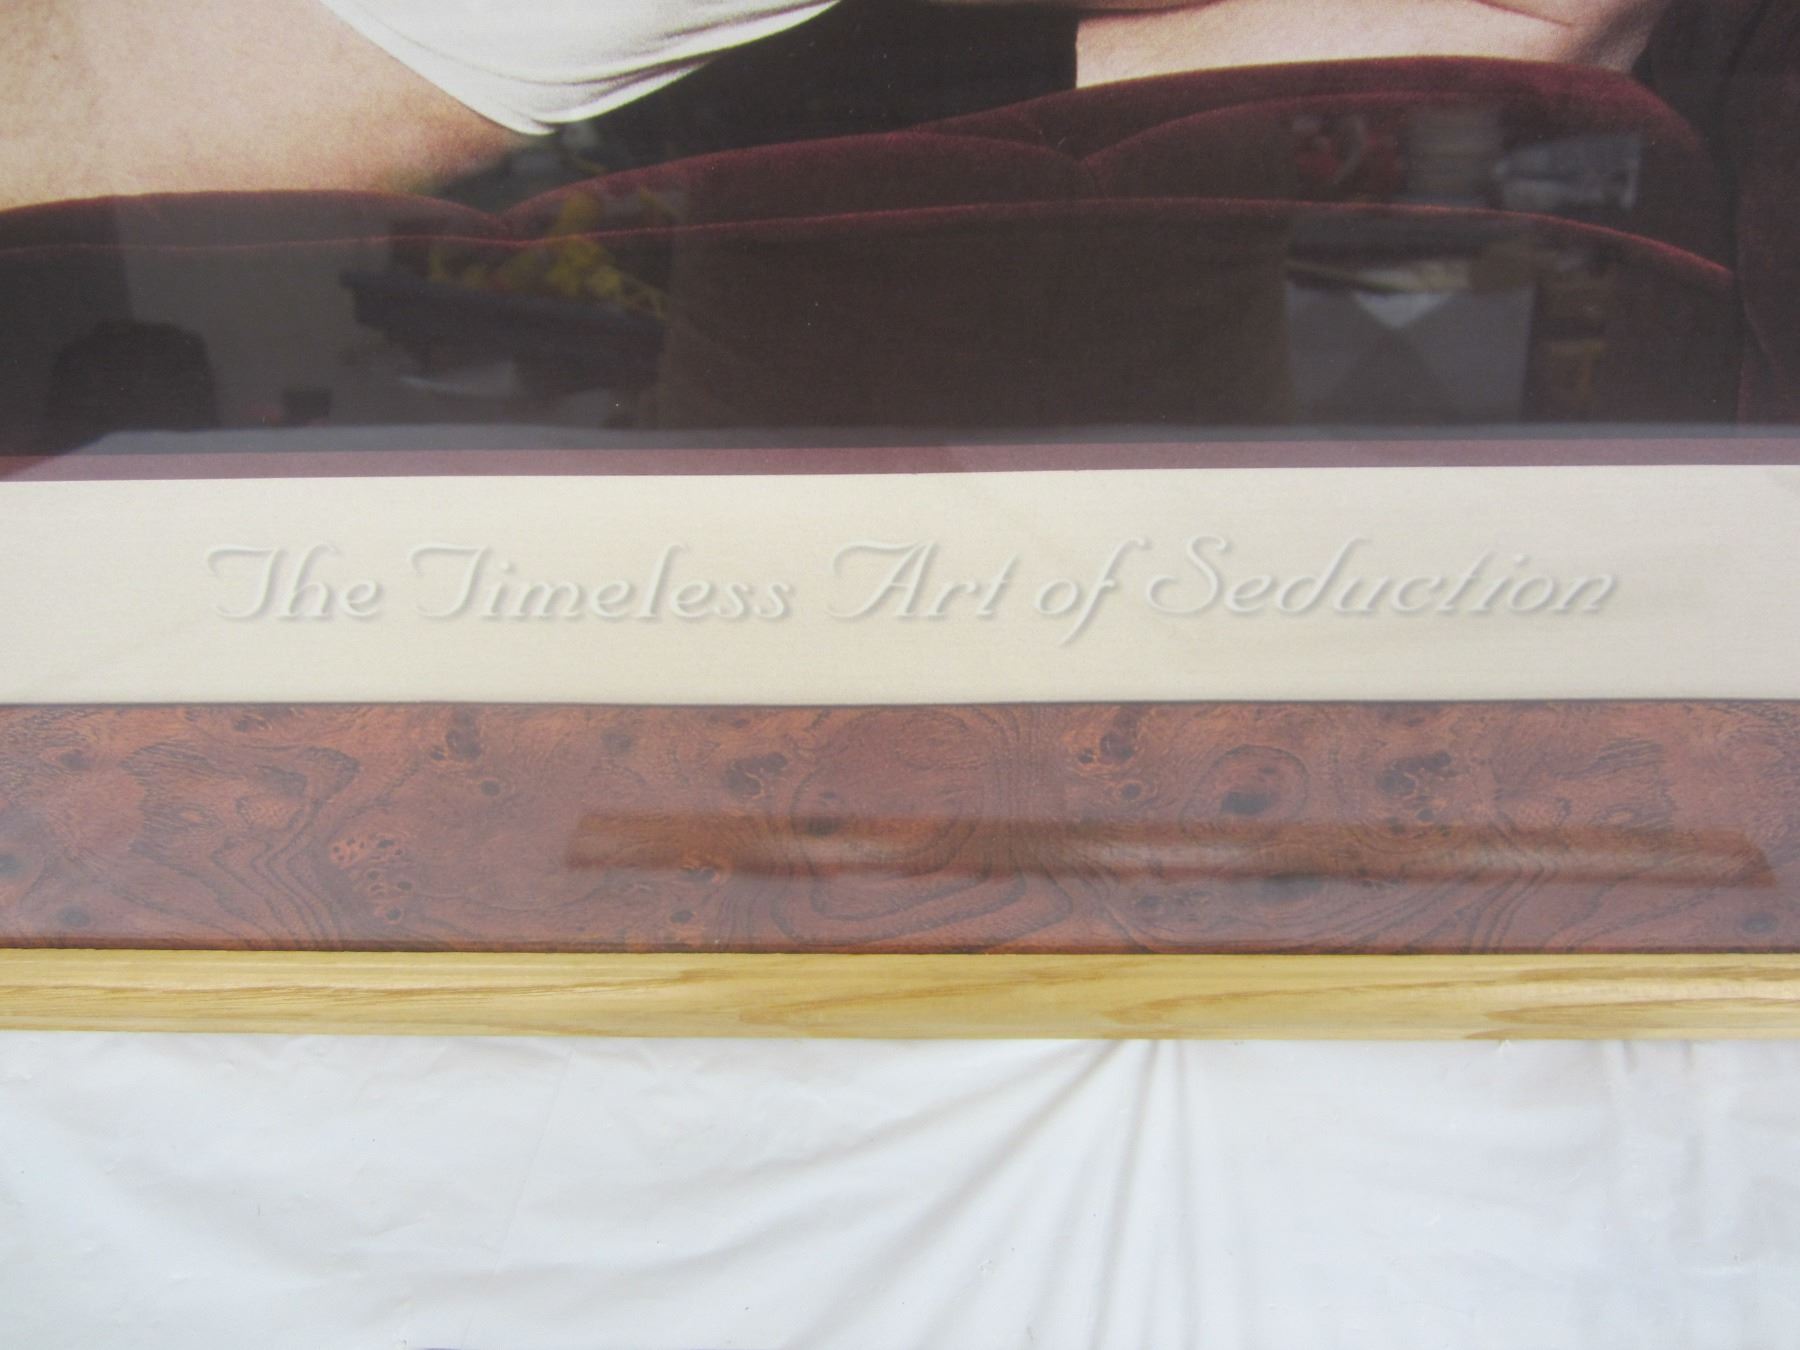 The Timeless Art of Seduction